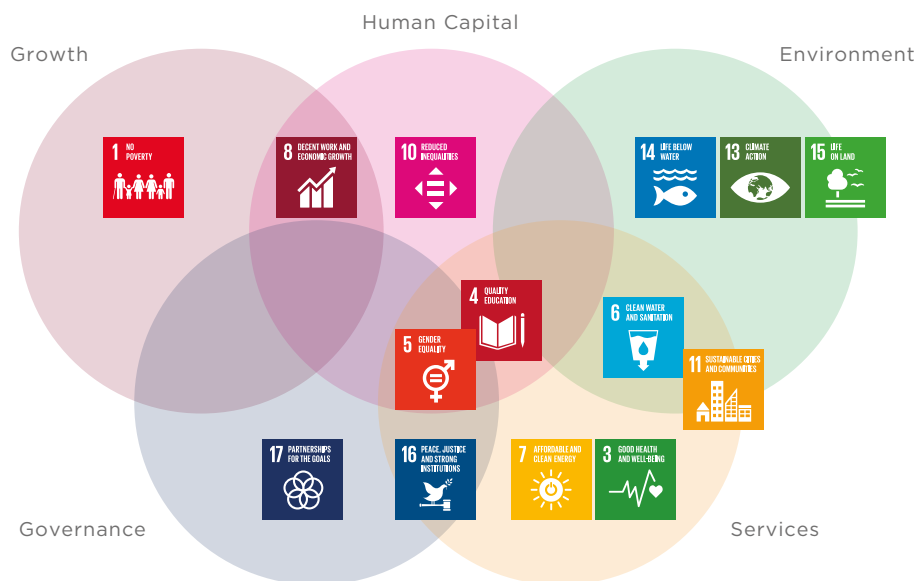 Human Capital
Growth
Environment
1 NO
POVERTY
8 DECENT WORK AND
ECONOMIC GROWTH
10 REDUCED
INEQUALITIES
14 LIFE BELOW
WATER
13 CLIMATE
ACTION
15 LIFE
ON LAND
4 QUALITY
EDUCATION
6 CLEAN WATER
AND SANITATION
5 GENDER
EQUALITY
11 SUSTAINABLE CITIES
AND COMMUNITIES
17 PARTNERSHIPS
FOR THE GOALS
16 PEACE, JUSTICE
AND STRONG
INSTITUTIONS
7 AFFORDABLE AND
CLEAN ENERGY
3 GOOD HEALTH
AND WELL-BEING
Governance
Services